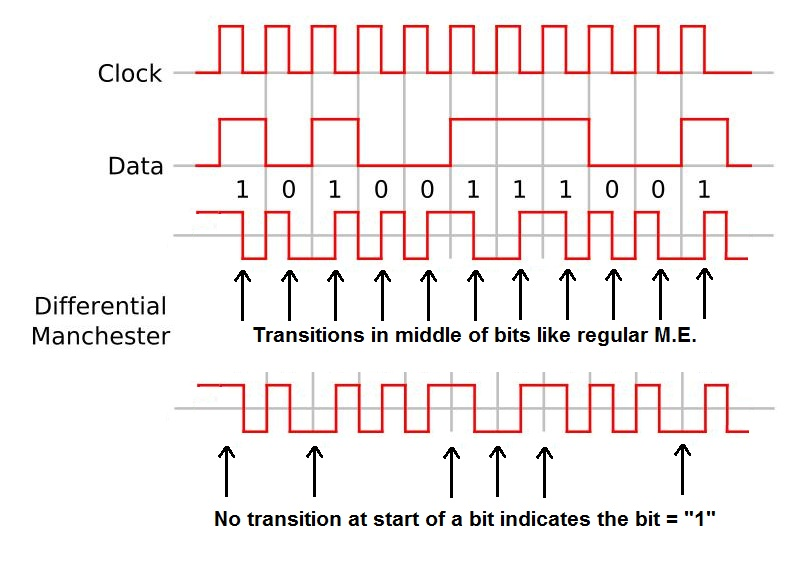 Clock
Data
1 0 1 0 0 1 1 1 0 0 1
Differential
Manchester
Transitions in middle of bits like regular M.E.
No transition at start of a bit indicates the bit = "1"